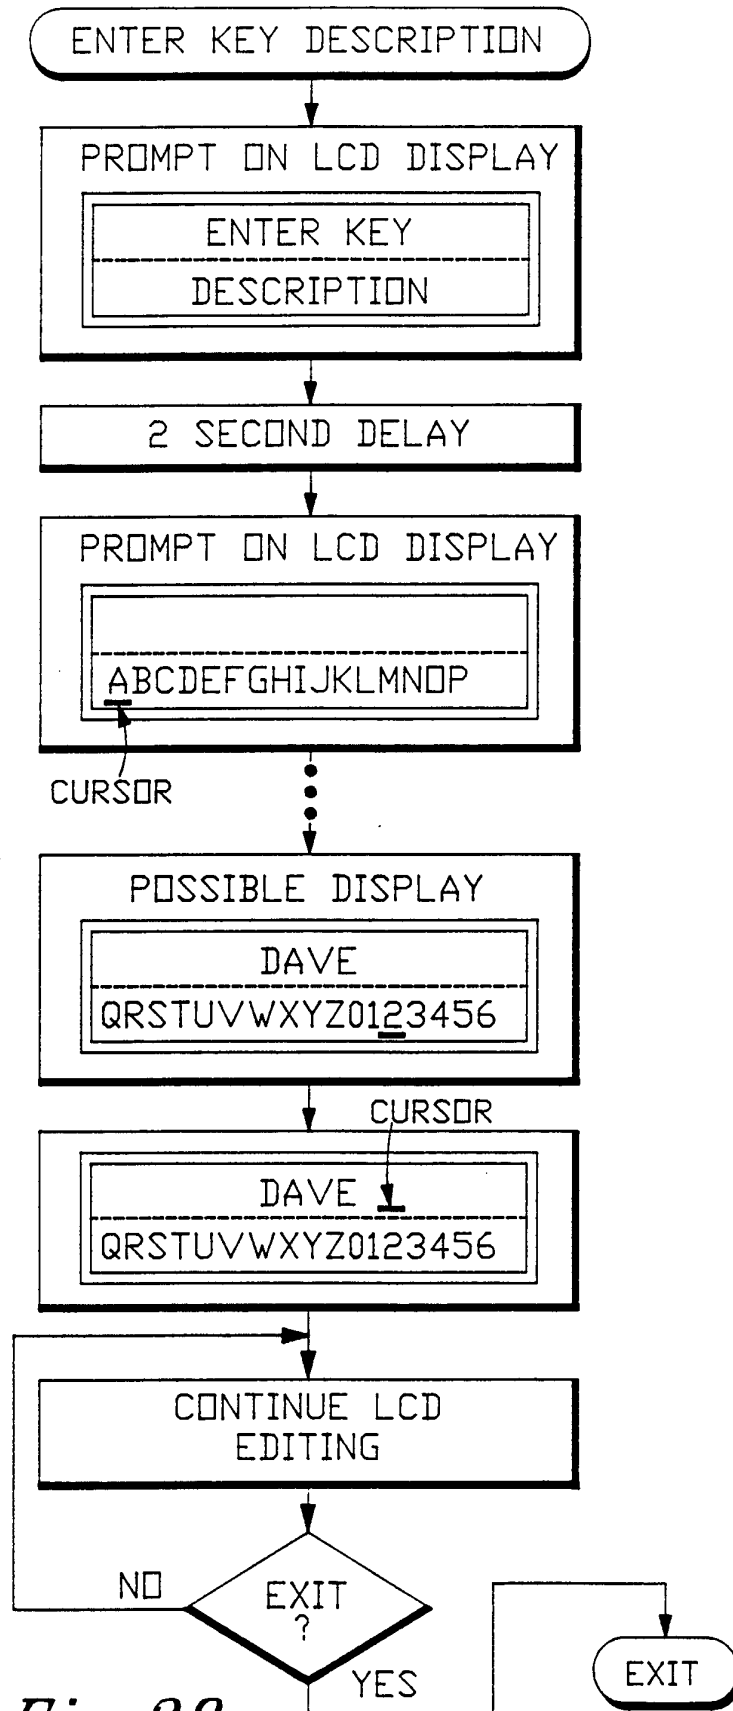 ENTER KEY DESCRIPTION
PROMPT ON LCD DISPLAY
ENTER KEY
DESCRIPTION
2 SECOND DELAY
PROMPT ON LCD DISPLAY
ABCDEFGHIJKLMNOP
CURSOR
POSSIBLE DISPLAY
DAVE
QRSTUVWXYZ0123456
CURSOR
DAVE
QRSTUVWXYZ0123456
CONTINUE LCD
EDITING
NO
EXIT
?
EXIT
YES